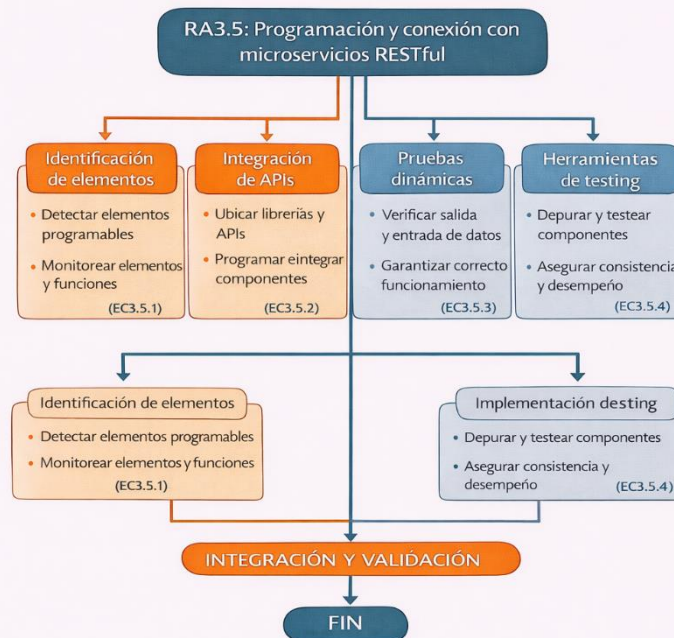 RA3.5: Programación y conexión con
microservicios RESTful
Identificación
de elementos
• Detectar elementos
programables
• Monitorear elementos
y funciones
(EC3.5.1)
Integración
de APIs
• Ubicar librerías y
APIs
• Programar eintegrar
componentes
(EC3.5.2)
Pruebas
dinámicas
• Verificar salida
y entrada de datos
• Garantizar correcto
funcionamiento
(EC3.5.3)
Herramientas
de testing
• Depurar y testear
componentes
• Asegurar consistencia
y desempeño
(EC3.5.4)
Identificación de elementos
• Detectar elementos programables
• Monitorear elementos y funciones
(EC3.5.1)
Implementación desting
• Depurar y testear componentes
• Asegurar consistencia y
desempeño
(EC3.5.4)
INTEGRACIÓN Y VALIDACIÓN
FIN